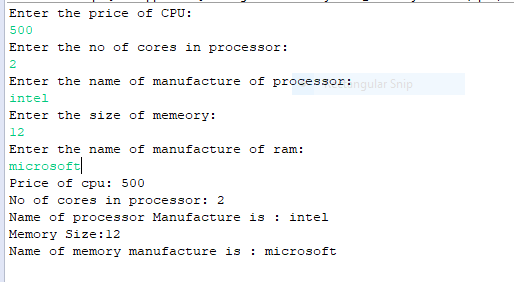 Enter the price of CPU:
500
Enter the no of cores in processor:
2
Enter the name of manufacture of processor:
intel
Enter the size of memeory:
12
Enter the name of manufacture of ram:
microsoft
Price of cpu: 500
No of cores in processor: 2
Name of processor Manufacture is : intel
Memory Size:12
Name of memory manufacture is : microsoft
Rectangular Snip